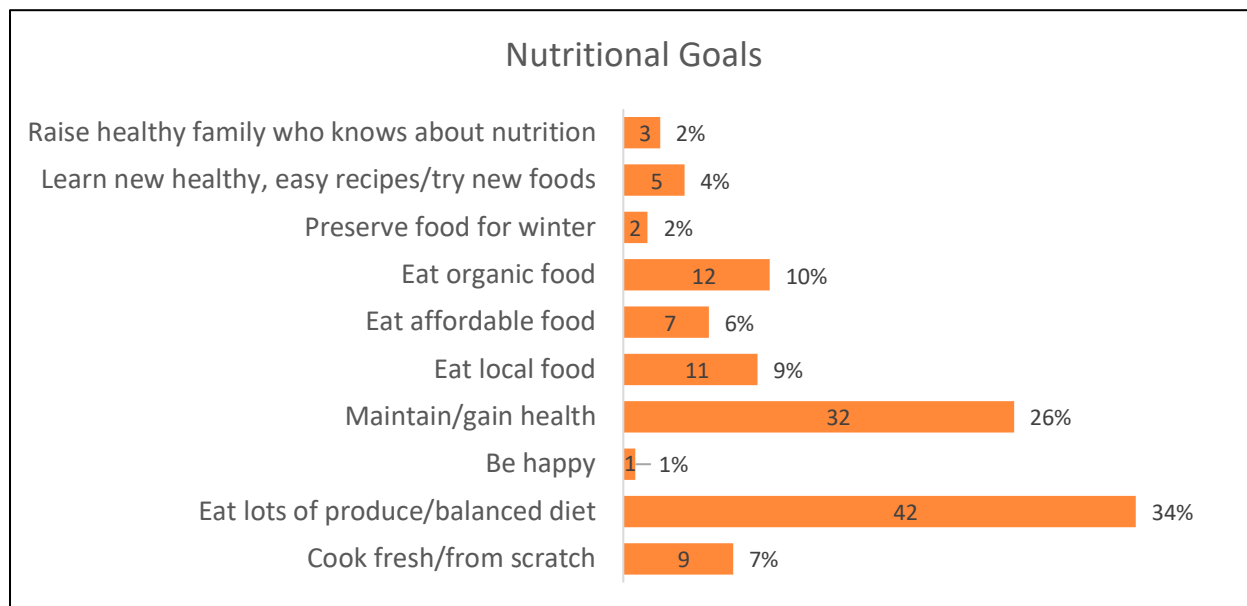 Nutritional Goals
Raise healthy family who knows about nutrition 3 2%
Learn new healthy, easy recipes/try new foods 5 4%
Preserve food for winter 2 2%
Eat organic food 12 10%
Eat affordable food 7 6%
Eat local food 11 9%
Maintain/gain health 32 26%
Be happy 1 1%
Eat lots of produce/balanced diet 42 34%
Cook fresh/from scratch 9 7%